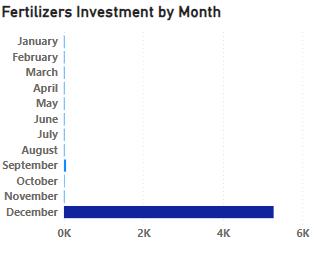 Fertilizers Investment by Month
January
February
March
April
May
June
July
August
September
October
November
December
0K 2K 4K 6K